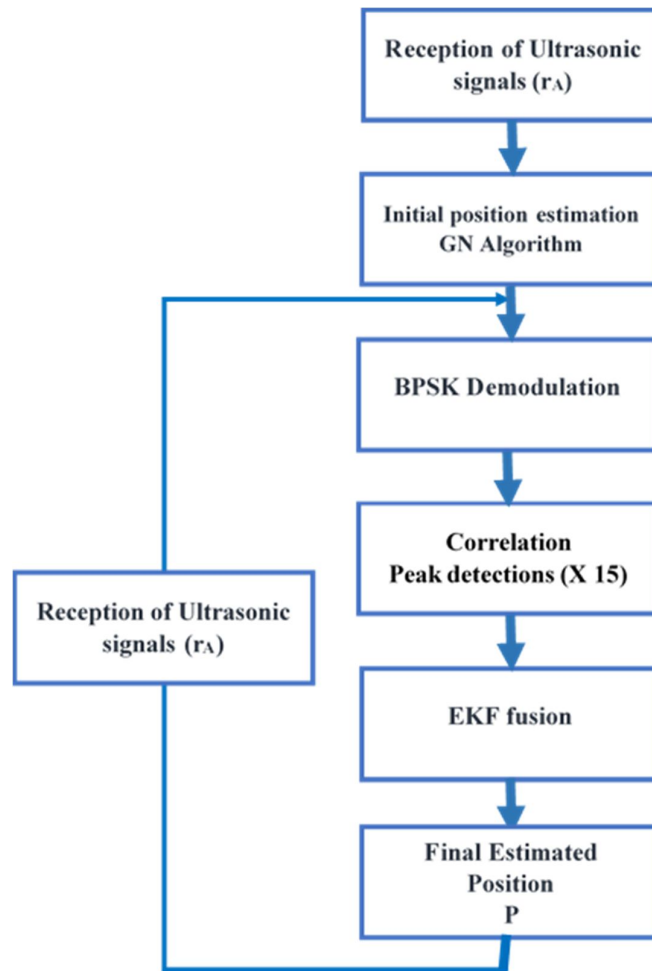 Reception of Ultrasonic
signals (rA)
Initial position estimation
GN Algorithm
BPSK Demodulation
Correlation
Peak detections (X 15)
Reception of Ultrasonic
signals (rA)
EKF fusion
Final Estimated
Position
P